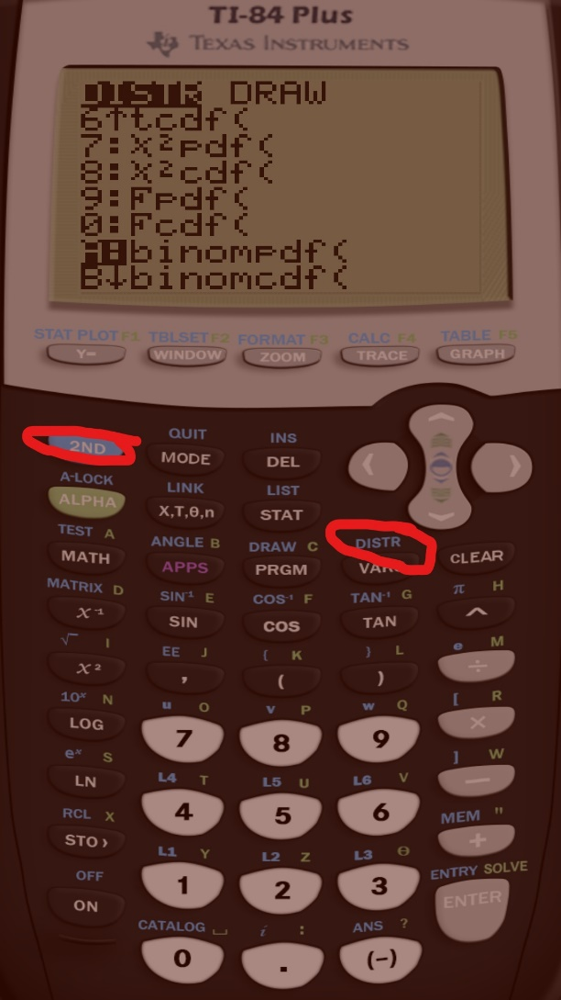 TI-84 Plus
TEXAS INSTRUMENTS
DISTR DRAW
6↑tcdf(
7:X²pdf(
8:X²cdf(
9:Fpdf(
0:Fcdf(
binompdf(
B↓binomcdf(
STAT PLOT F1 TBLSET F2 FORMAT F3 CALC F4 TABLE F5
Y= WINDOW ZOOM TRACE GRAPH
QUIT INS
2ND MODE DEL
A-LOCK LINK LIST
ALPHA X,T,θ,n STAT
TEST A ANGLE B DRAW C DISTR
MATH APPS PRGM CLEAR
MATRIX D SIN⁻¹ E COS⁻¹ F TAN⁻¹ G π H
x⁻¹ SIN COS TAN ^
√‾ I EE J { K } L e M
x² , ( ) ÷
10ˣ N u O v P w Q [ R
LOG 7 8 9 ×
eˣ S L4 T L5 U L6 V ] W
LN 4 5 6 −
RCL X L1 Y L2 Z L3 θ MEM "
STO› 1 2 3 +
OFF CATALOG ⎵ i : ANS ? ENTRY SOLVE
ON 0 . (−) ENTER